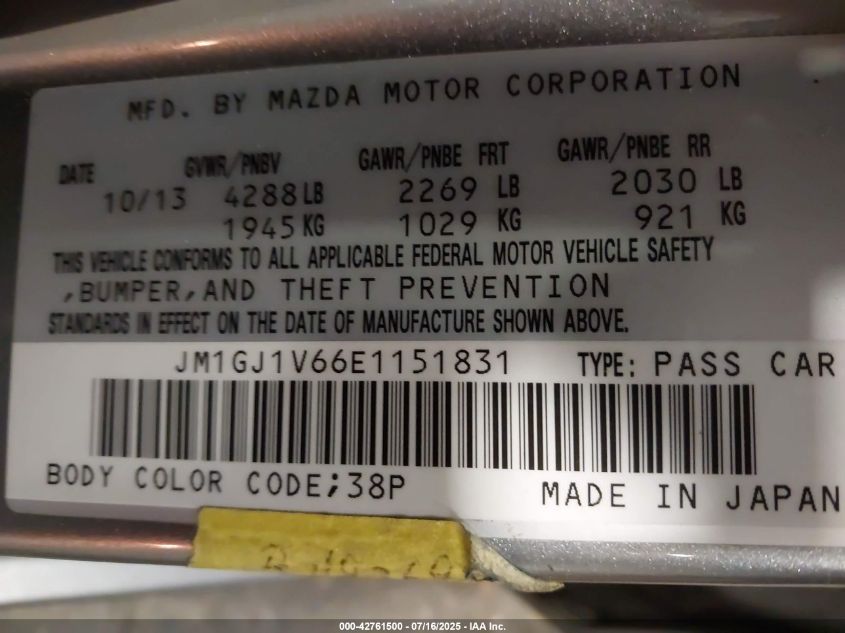 MFD. BY MAZDA MOTOR CORPORATION
DATE GVWR/PNBV GAWR/PNBE FRT GAWR/PNBE RR
10/13 4288 LB 2269 LB 2030 LB
1945 KG 1029 KG 921 KG
THIS VEHICLE CONFORMS TO ALL APPLICABLE FEDERAL MOTOR VEHICLE SAFETY
,BUMPER,AND THEFT PREVENTION
STANDARDS IN EFFECT ON THE DATE OF MANUFACTURE SHOWN ABOVE.
JM1GJ1V66E1151831 TYPE: PASS CAR
BODY COLOR CODE;38P MADE IN JAPAN
000-42761500 - 07/16/2025 - IAA Inc.